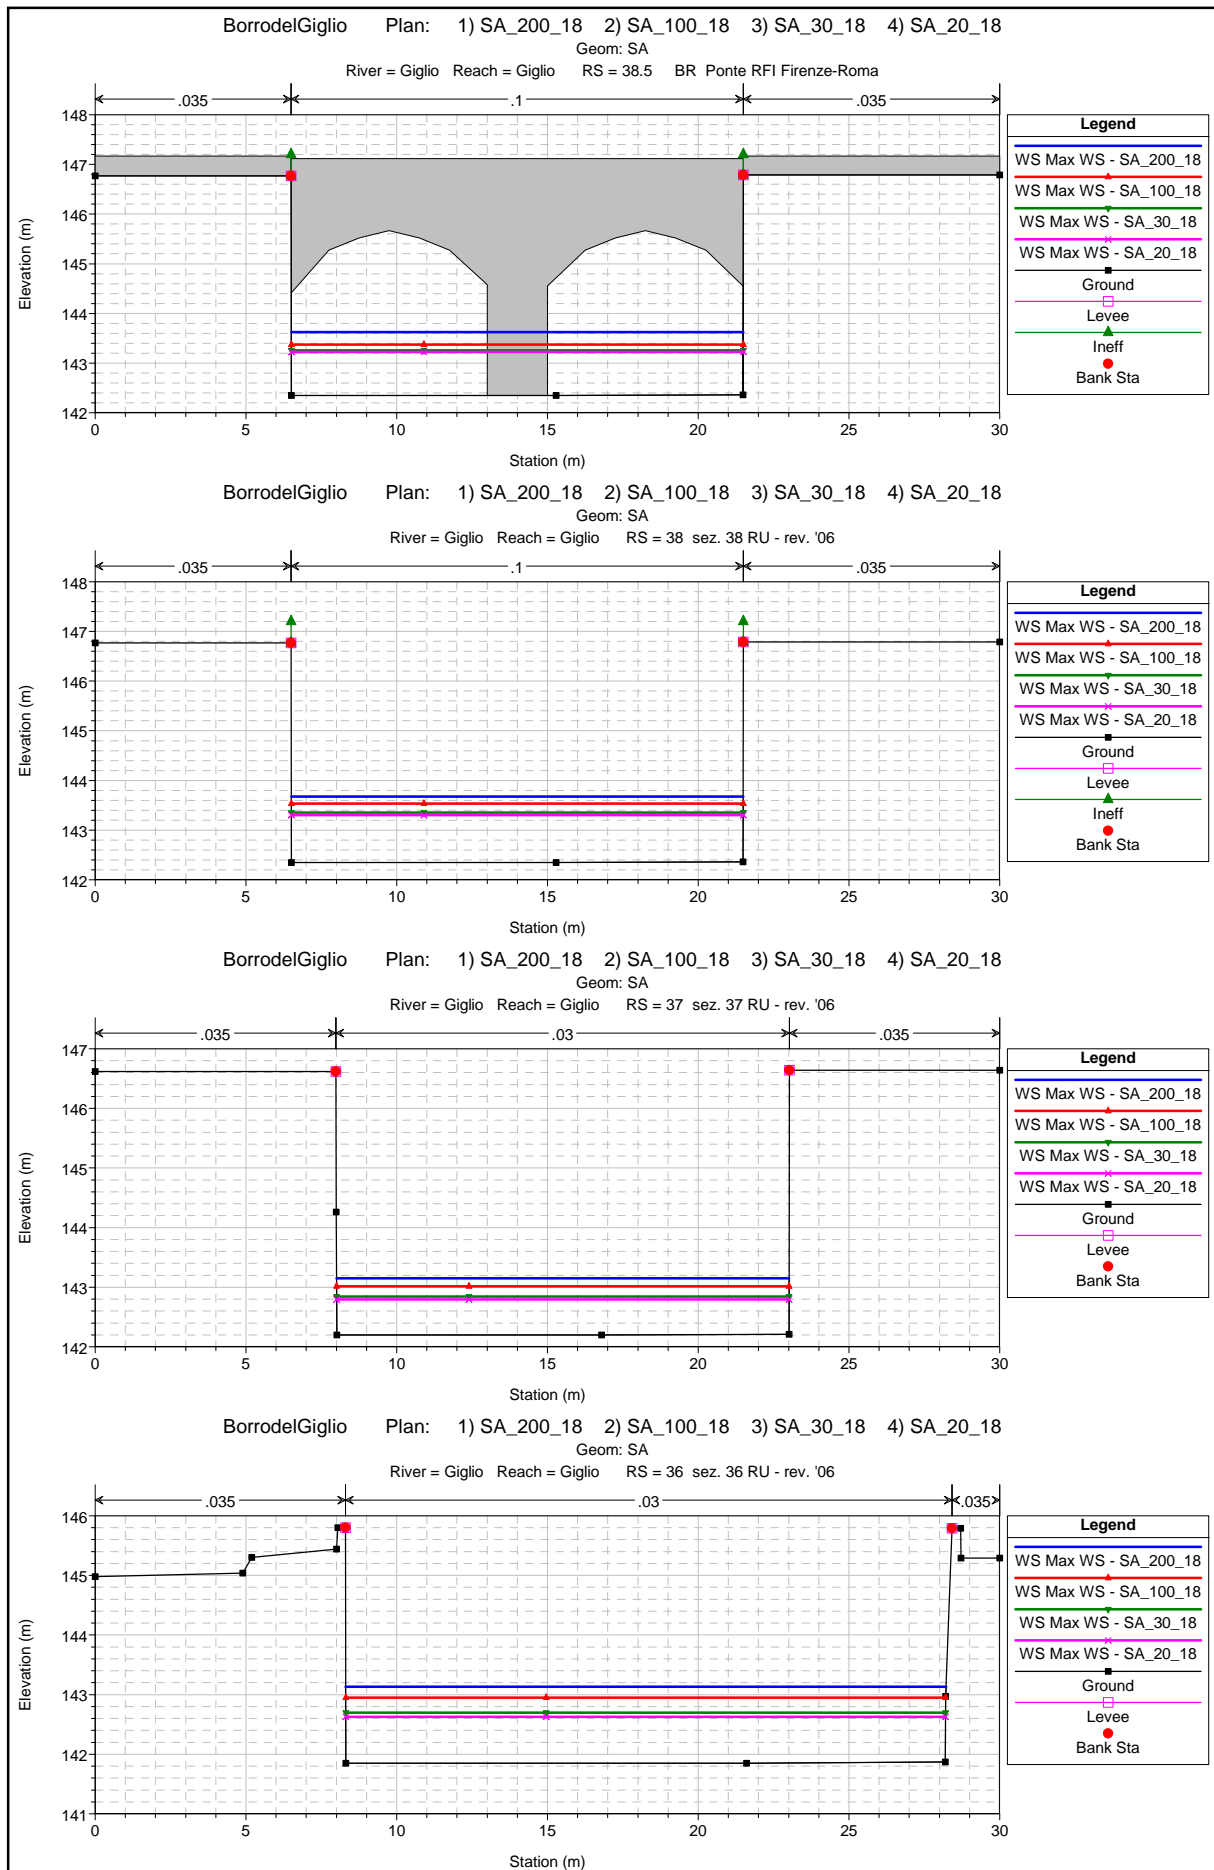 BorrodelGiglio Plan: 1) SA_200_18 2) SA_100_18 3) SA_30_18 4) SA_20_18
Geom: SA
River = Giglio Reach = Giglio RS = 38.5 BR Ponte RFI Firenze-Roma
.035 .1 .035
148
147
146
145
144
143
142
0 5 10 15 20 25 30
Elevation (m)
Station (m)
Legend
WS Max WS - SA_200_18
WS Max WS - SA_100_18
WS Max WS - SA_30_18
WS Max WS - SA_20_18
Ground
Levee
Ineff
Bank Sta
BorrodelGiglio Plan: 1) SA_200_18 2) SA_100_18 3) SA_30_18 4) SA_20_18
Geom: SA
River = Giglio Reach = Giglio RS = 38 sez. 38 RU - rev. '06
.035 .1 .035
148
147
146
145
144
143
142
0 5 10 15 20 25 30
Elevation (m)
Station (m)
Legend
WS Max WS - SA_200_18
WS Max WS - SA_100_18
WS Max WS - SA_30_18
WS Max WS - SA_20_18
Ground
Levee
Ineff
Bank Sta
BorrodelGiglio Plan: 1) SA_200_18 2) SA_100_18 3) SA_30_18 4) SA_20_18
Geom: SA
River = Giglio Reach = Giglio RS = 37 sez. 37 RU - rev. '06
.035 .03 .035
147
146
145
144
143
142
0 5 10 15 20 25 30
Elevation (m)
Station (m)
Legend
WS Max WS - SA_200_18
WS Max WS - SA_100_18
WS Max WS - SA_30_18
WS Max WS - SA_20_18
Ground
Levee
Bank Sta
BorrodelGiglio Plan: 1) SA_200_18 2) SA_100_18 3) SA_30_18 4) SA_20_18
Geom: SA
River = Giglio Reach = Giglio RS = 36 sez. 36 RU - rev. '06
.035 .03 .035
146
145
144
143
142
141
0 5 10 15 20 25 30
Elevation (m)
Station (m)
Legend
WS Max WS - SA_200_18
WS Max WS - SA_100_18
WS Max WS - SA_30_18
WS Max WS - SA_20_18
Ground
Levee
Bank Sta